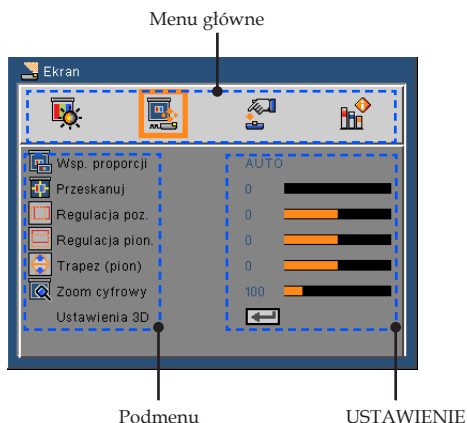 Menu główne
Ekran
Wsp. proporcji AUTO
Przeskanuj 0
Regulacja poz. 0
Regulacja pion. 0
Trapez (pion) 0
Zoom cyfrowy 100
Ustawienia 3D
Podmenu USTAWIENIE